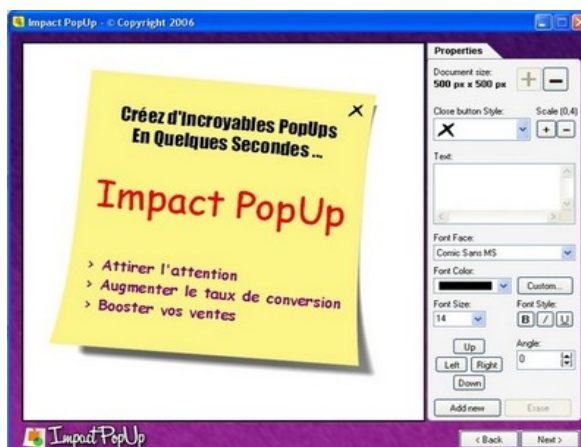 Impact PopUp - © Copyright 2006
Créez d'Incroyables PopUps
En Quelques Secondes ...
Impact PopUp
> Attirer l'attention
> Augmenter le taux de conversion
> Booster vos ventes
Properties
Document size:
500 px x 500 px
Close button Style:
Scale (0,4)
Text:
Font Face:
Comic Sans MS
Font Color:
Custom...
Font Size:
Font Style:
14
B I U
Up
Angle:
Left Right
0
Down
Add new
Erase
ImpactPopUp
< Back
Next >